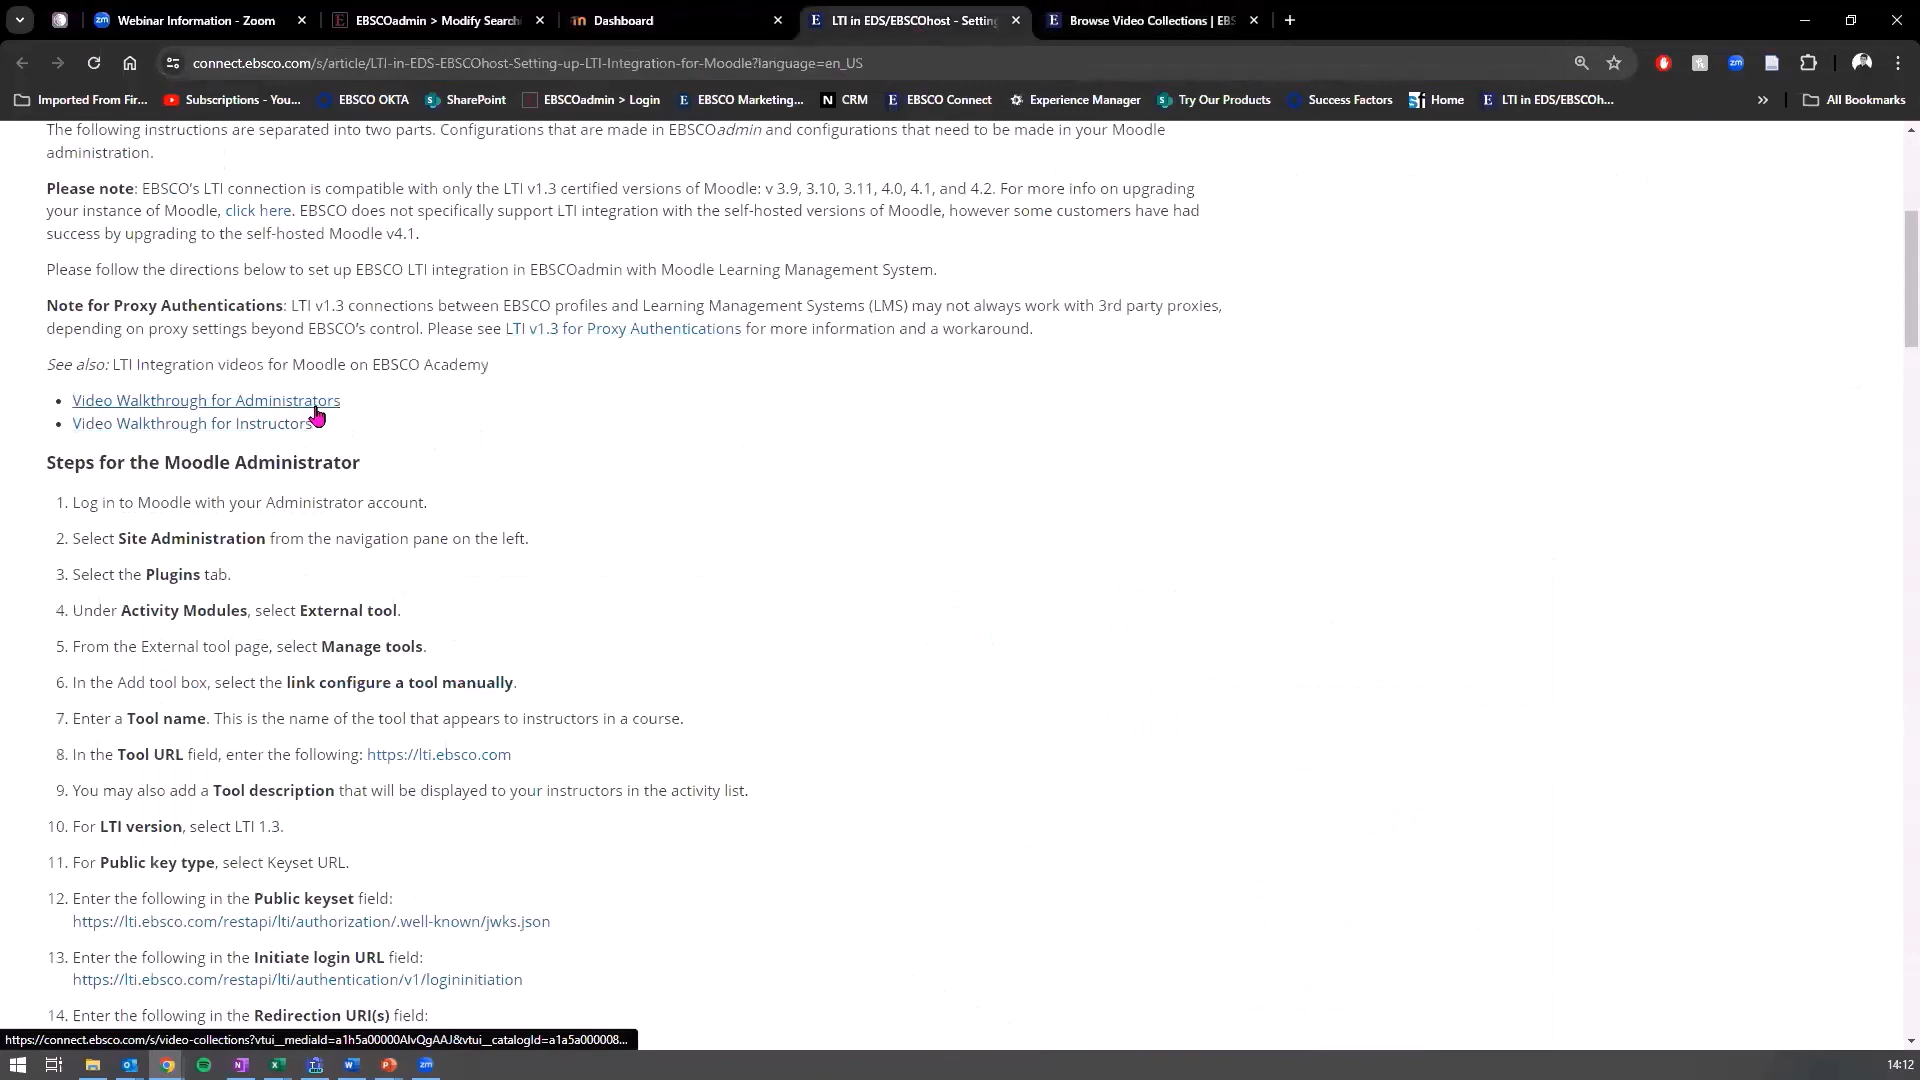 Webinar Information - Zoom
EBSCOadmin > Modify Search
Dashboard
LTI in EDS/EBSCOhost - Settin
Browse Video Collections | EBS
connect.ebsco.com/s/article/LTI-in-EDS-EBSCOhost-Setting-up-LTI-Integration-for-Moodle?language=en_US
Imported From Fir...
Subscriptions - You...
EBSCO OKTA
SharePoint
EBSCOadmin > Login
EBSCO Marketing...
CRM
EBSCO Connect
Experience Manager
Try Our Products
Success Factors
Home
LTI in EDS/EBSCOh...
All Bookmarks
The following instructions are separated into two parts. Configurations that are made in EBSCOadmin and configurations that need to be made in your Moodle
administration.
Please note: EBSCO's LTI connection is compatible with only the LTI v1.3 certified versions of Moodle: v 3.9, 3.10, 3.11, 4.0, 4.1, and 4.2. For more info on upgrading
your instance of Moodle, click here. EBSCO does not specifically support LTI integration with the self-hosted versions of Moodle, however some customers have had
success by upgrading to the self-hosted Moodle v4.1.
Please follow the directions below to set up EBSCO LTI integration in EBSCOadmin with Moodle Learning Management System.
Note for Proxy Authentications: LTI v1.3 connections between EBSCO profiles and Learning Management Systems (LMS) may not always work with 3rd party proxies,
depending on proxy settings beyond EBSCO's control. Please see LTI v1.3 for Proxy Authentications for more information and a workaround.
See also: LTI Integration videos for Moodle on EBSCO Academy
• Video Walkthrough for Administrators
• Video Walkthrough for Instructors
Steps for the Moodle Administrator
1. Log in to Moodle with your Administrator account.
2. Select Site Administration from the navigation pane on the left.
3. Select the Plugins tab.
4. Under Activity Modules, select External tool.
5. From the External tool page, select Manage tools.
6. In the Add tool box, select the link configure a tool manually.
7. Enter a Tool name. This is the name of the tool that appears to instructors in a course.
8. In the Tool URL field, enter the following: https://lti.ebsco.com
9. You may also add a Tool description that will be displayed to your instructors in the activity list.
10. For LTI version, select LTI 1.3.
11. For Public key type, select Keyset URL.
12. Enter the following in the Public keyset field:
https://lti.ebsco.com/restapi/lti/authorization/.well-known/jwks.json
13. Enter the following in the Initiate login URL field:
https://lti.ebsco.com/restapi/lti/authentication/v1/logininitiation
14. Enter the following in the Redirection URI(s) field:
https://connect.ebsco.com/s/video-collections?vtui__mediaId=a1h5a00000AIvQgAAJ&vtui__catalogId=a1a5a000008...
14:12